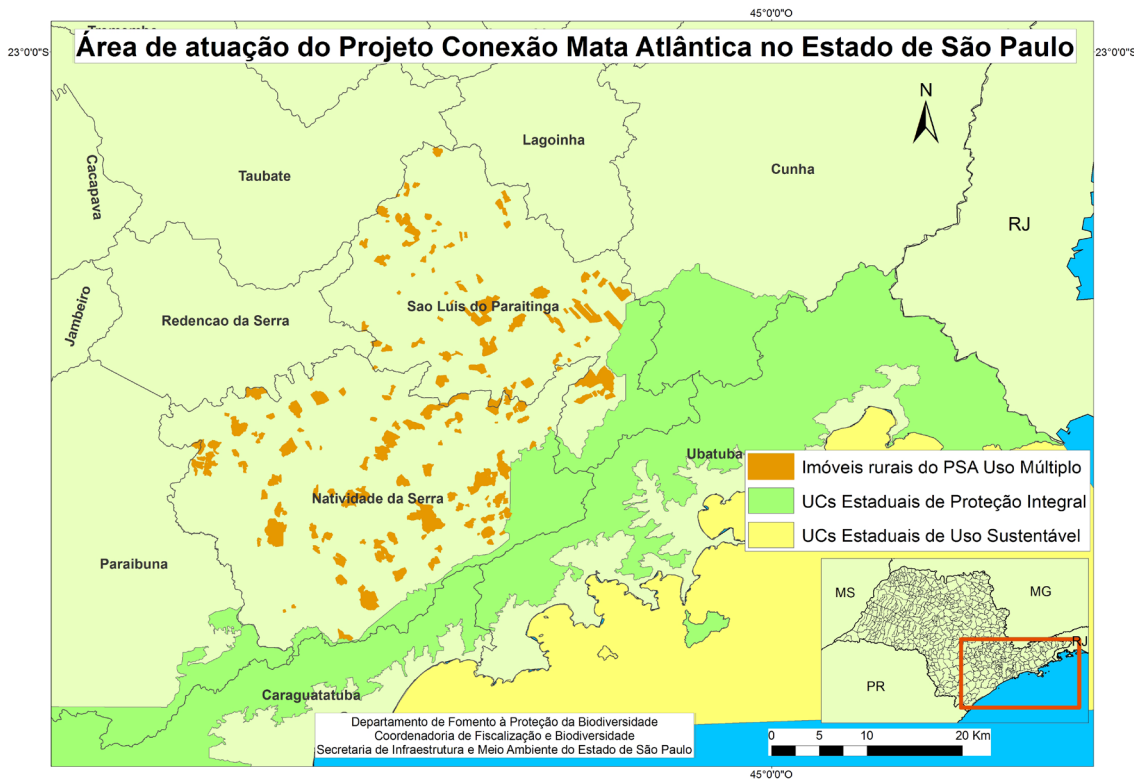 45°0'0"O
23°0'0"S
Área de atuação do Projeto Conexão Mata Atlântica no Estado de São Paulo
23°0'0"S
N
Lagoinha
Cunha
Taubate
Cacapava
RJ
Jambeiro
Sao Luis do Paraitinga
Redencao da Serra
Ubatuba
Imóveis rurais do PSA Uso Múltiplo
Natividade da Serra
UCs Estaduais de Proteção Integral
UCs Estaduais de Uso Sustentável
Paraibuna
MS
MG
RJ
PR
Caraguatatuba
Departamento de Fomento à Proteção da Biodiversidade
Coordenadoria de Fiscalização e Biodiversidade
Secretaria de Infraestrutura e Meio Ambiente do Estado de São Paulo
0 5 10 20 Km
45°0'0"O